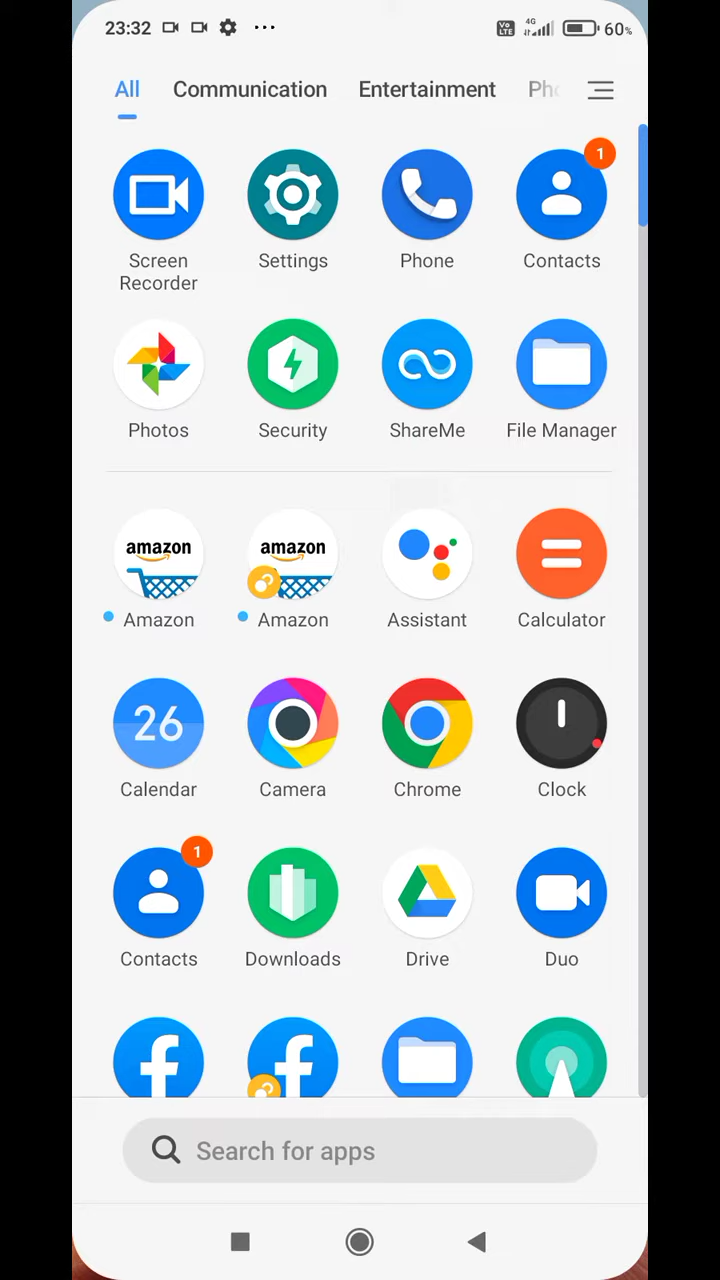 23:32 ... Vo LTE 4G 60%
All Communication Entertainment Pho
1
Screen Recorder Settings Phone Contacts
Photos Security ShareMe File Manager
amazon amazon
Amazon Amazon Assistant Calculator
26
Calendar Camera Chrome Clock
1
Contacts Downloads Drive Duo
Search for apps